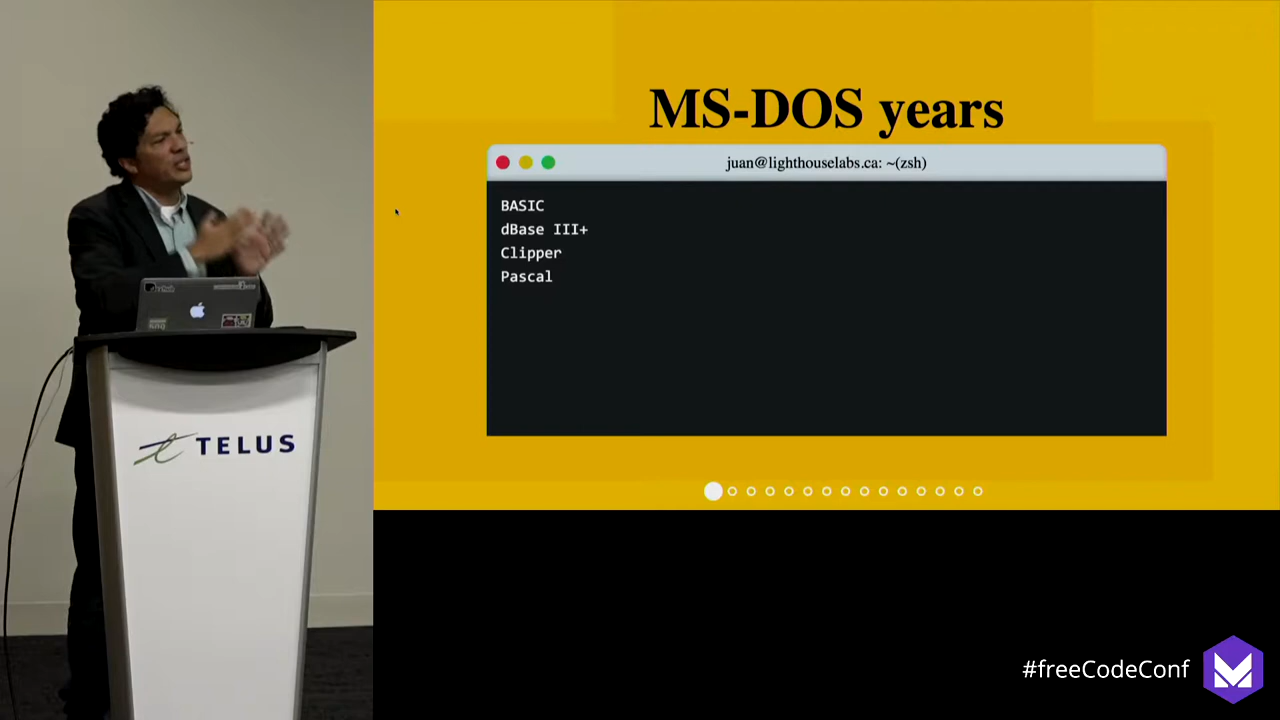 MS-DOS years
juan@lighthouselabs.ca: ~(zsh)
BASIC
dBase III+
Clipper
Pascal
TELUS
#freeCodeConf